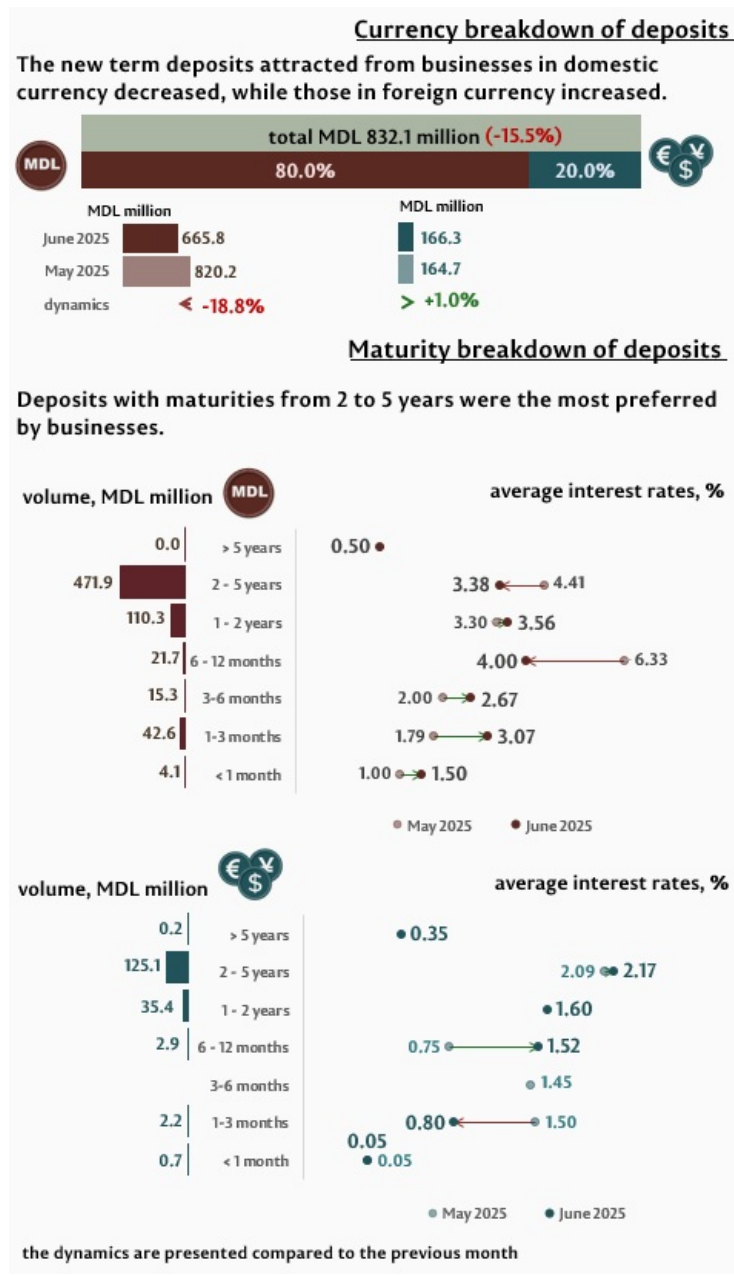 Currency breakdown of deposits
The new term deposits attracted from businesses in domestic
currency decreased, while those in foreign currency increased.
total MDL 832.1 million (-15.5%)
MDL 80.0% 20.0% € ¥ $
MDL million MDL million
June 2025 665.8 166.3
May 2025 820.2 164.7
dynamics < -18.8% > +1.0%
Maturity breakdown of deposits
Deposits with maturities from 2 to 5 years were the most preferred
by businesses.
volume, MDL million MDL average interest rates, %
0.0 > 5 years 0.50
471.9 2 - 5 years 3.38 4.41
110.3 1 - 2 years 3.30 3.56
21.7 6 - 12 months 4.00 6.33
15.3 3-6 months 2.00 2.67
42.6 1-3 months 1.79 3.07
4.1 < 1 month 1.00 1.50
May 2025 June 2025
volume, MDL million € ¥ $ average interest rates, %
0.2 > 5 years 0.35
125.1 2 - 5 years 2.09 2.17
35.4 1 - 2 years 1.60
2.9 6 - 12 months 0.75 1.52
3-6 months 1.45
2.2 1-3 months 0.80 1.50
0.05
0.7 < 1 month 0.05
May 2025 June 2025
the dynamics are presented compared to the previous month